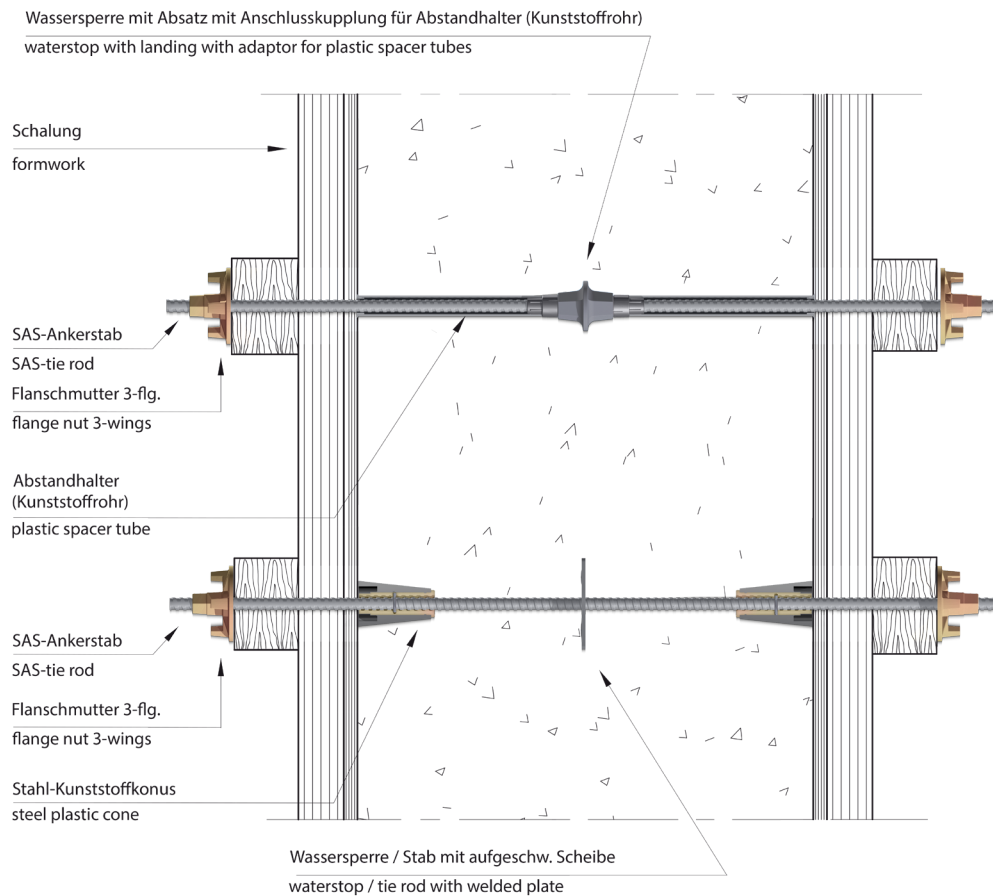 Wassersperre mit Absatz mit Anschlusskupplung für Abstandhalter (Kunststoffrohr)
waterstop with landing with adaptor for plastic spacer tubes
Schalung
formwork
SAS-Ankerstab
SAS-tie rod
Flanschmutter 3-flg.
flange nut 3-wings
Abstandhalter
(Kunststoffrohr)
plastic spacer tube
SAS-Ankerstab
SAS-tie rod
Flanschmutter 3-flg.
flange nut 3-wings
Stahl-Kunststoffkonus
steel plastic cone
Wassersperre / Stab mit aufgeschw. Scheibe
waterstop / tie rod with welded plate